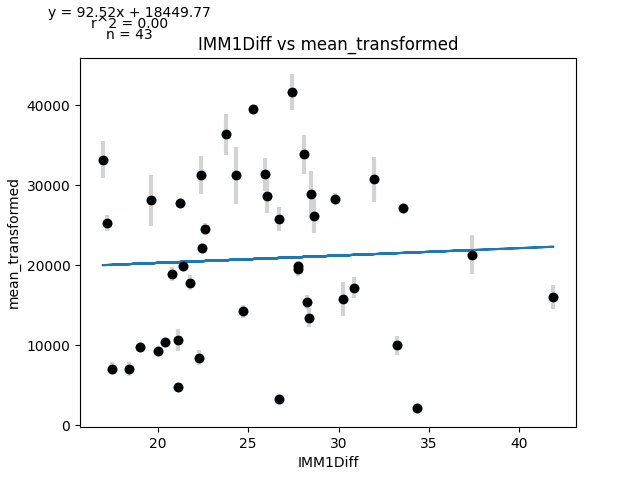 y = 92.52x + 18449.77
r^2 = 0.00
n = 43
IMM1Diff vs mean_transformed
40000
30000
20000
10000
0
mean_transformed
20
25
30
35
40
IMM1Diff